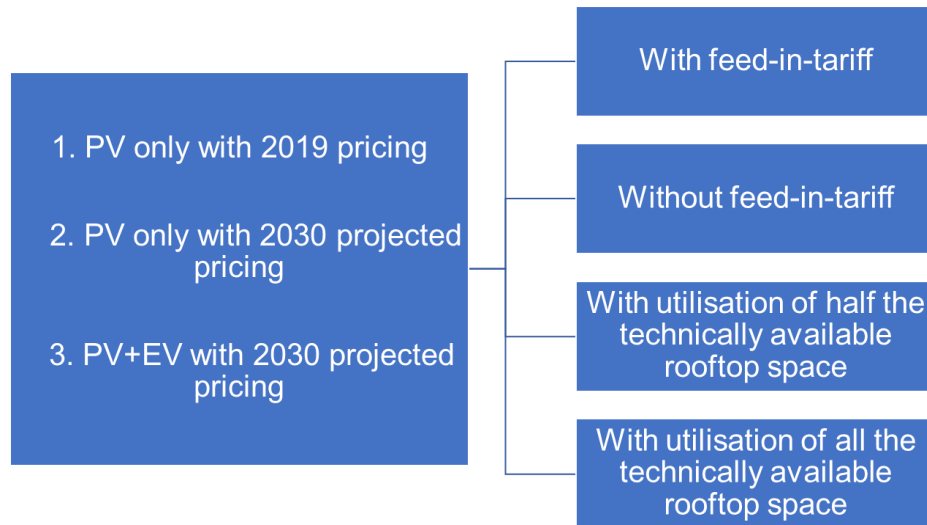 1. PV only with 2019 pricing
2. PV only with 2030 projected
pricing
3. PV+EV with 2030 projected
pricing
With feed-in-tariff
Without feed-in-tariff
With utilisation of half the
technically available
rooftop space
With utilisation of all the
technically available
rooftop space